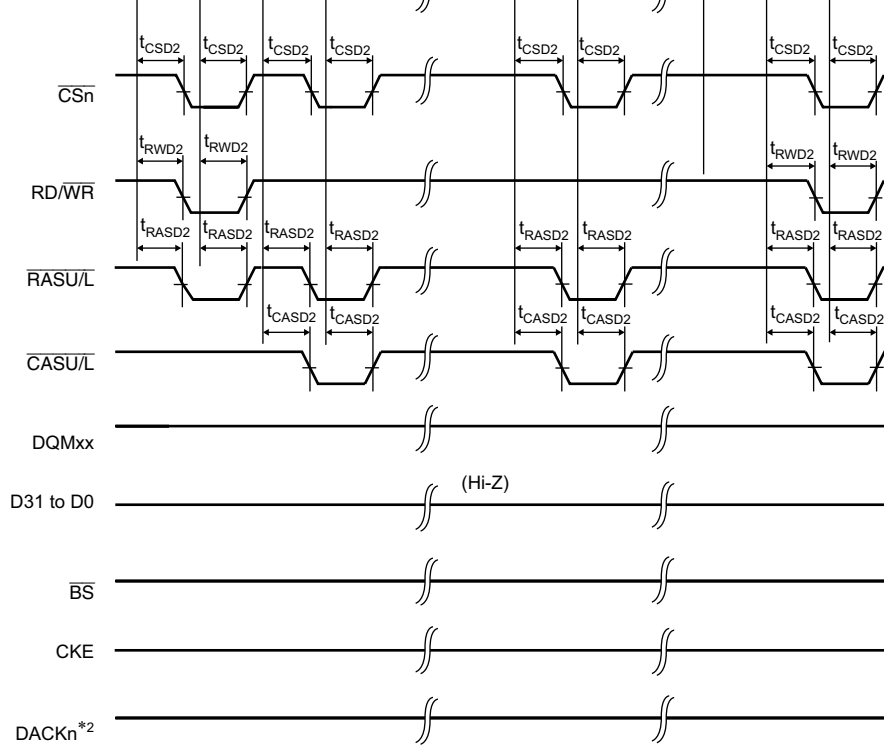 tCSD2 tCSD2 tCSD2 tCSD2 tCSD2 tCSD2 tCSD2 tCSD2
CSn
tRWD2 tRWD2 tRWD2 tRWD2
RD/WR
tRASD2 tRASD2 tRASD2 tRASD2 tRASD2 tRASD2 tRASD2 tRASD2
RASU/L
tCASD2 tCASD2 tCASD2 tCASD2 tCASD2 tCASD2
CASU/L
DQMxx
(Hi-Z)
D31 to D0
BS
CKE
DACKn*2